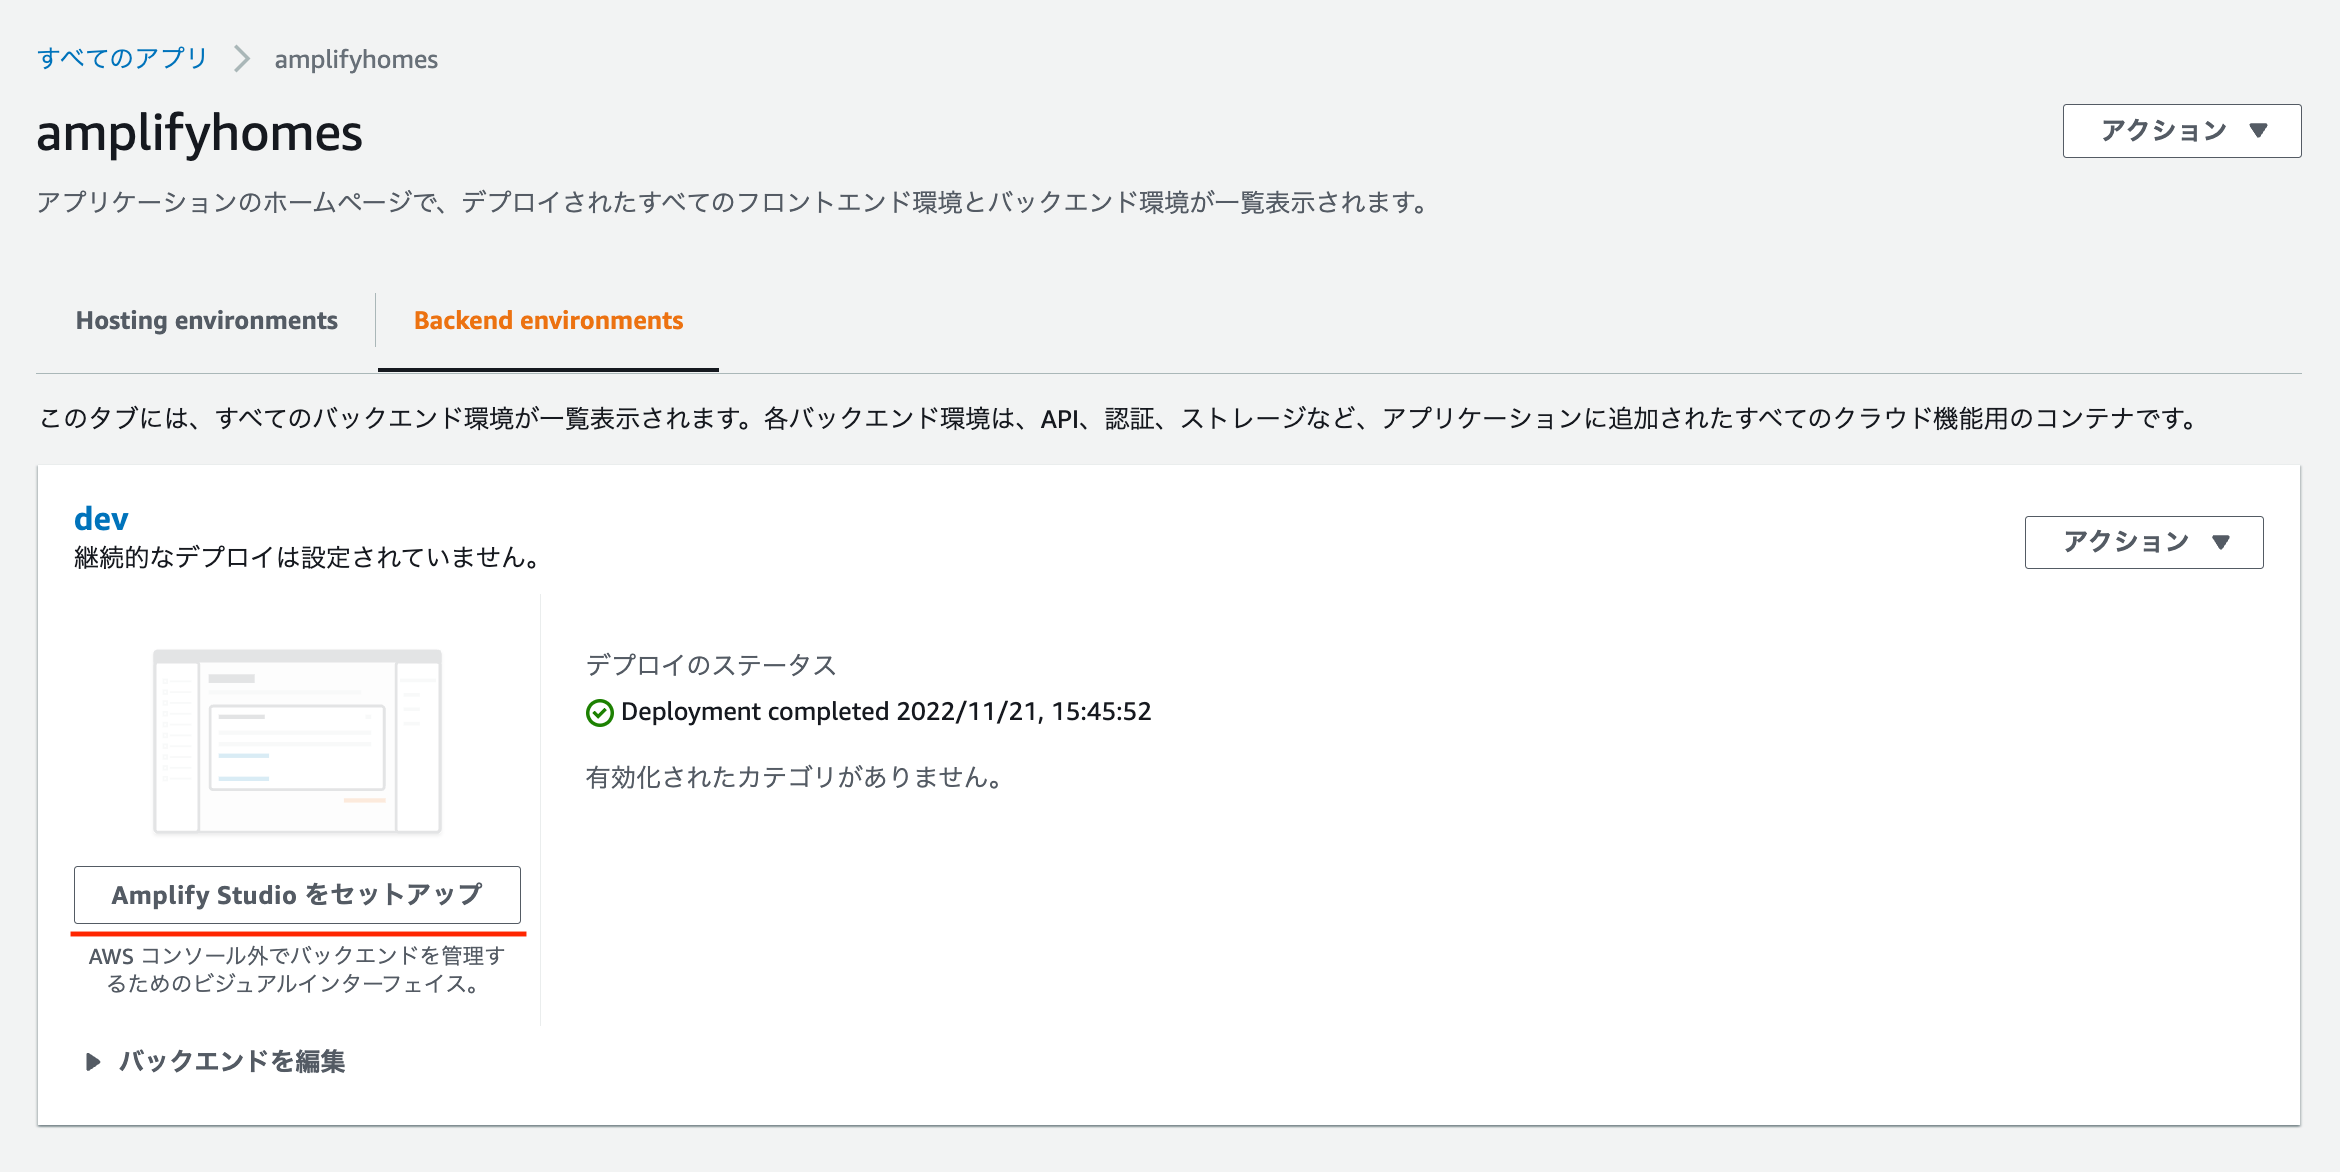 すべてのアプリ > amplifyhomes
amplifyhomes
アクション ▼
アプリケーションのホームページで、デプロイされたすべてのフロントエンド環境とバックエンド環境が一覧表示されます。
Hosting environments
Backend environments
このタブには、すべてのバックエンド環境が一覧表示されます。各バックエンド環境は、API、認証、ストレージなど、アプリケーションに追加されたすべてのクラウド機能用のコンテナです。
dev
継続的なデプロイは設定されていません。
アクション ▼
デプロイのステータス
Deployment completed 2022/11/21, 15:45:52
有効化されたカテゴリがありません。
Amplify Studio をセットアップ
AWS コンソール外でバックエンドを管理す
るためのビジュアルインターフェイス。
バックエンドを編集